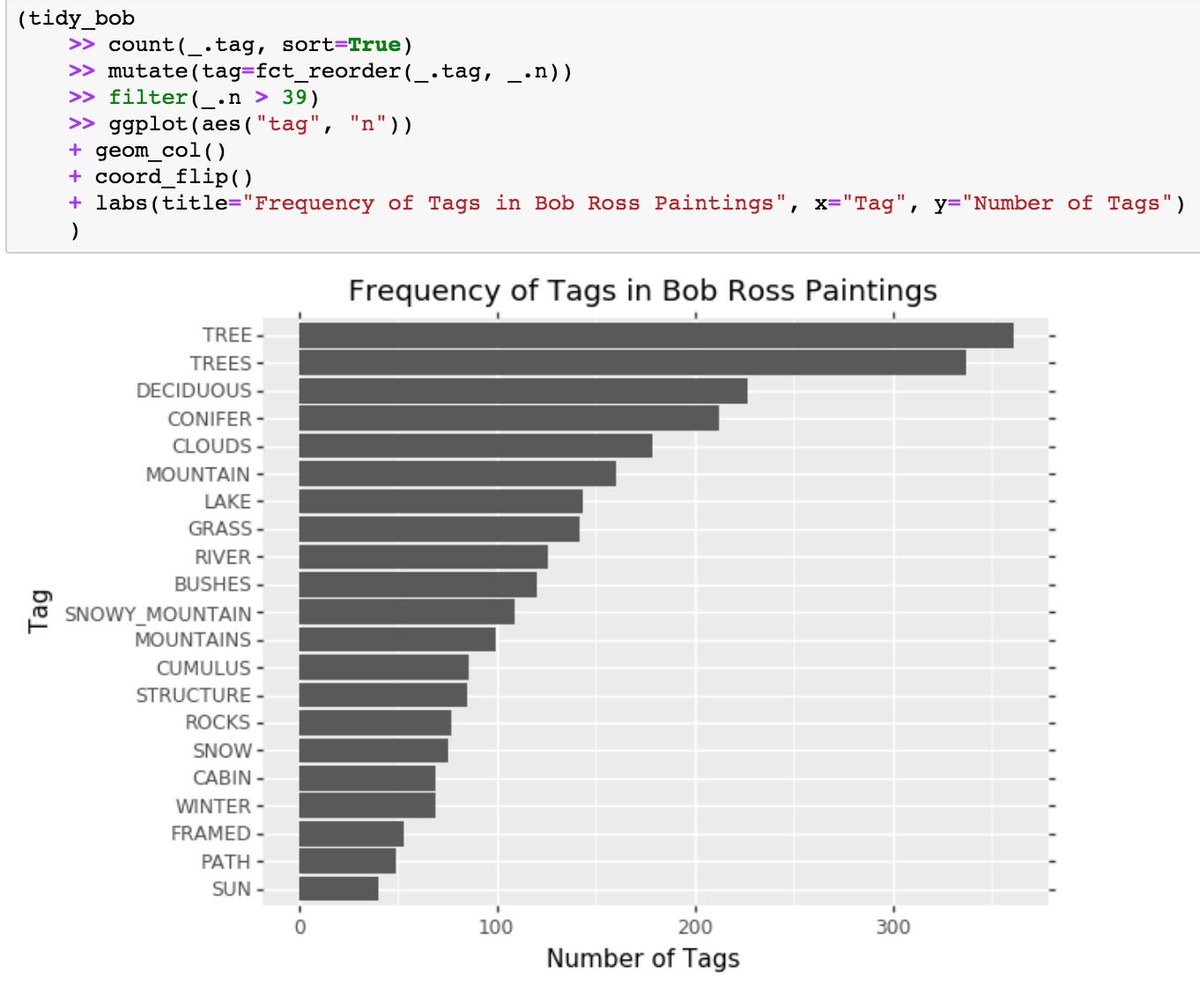 (tidy_bob
>> count(_.tag, sort=True)
>> mutate(tag=fct_reorder(_.tag, _.n))
>> filter(_.n > 39)
>> ggplot(aes("tag", "n"))
+ geom_col()
+ coord_flip()
+ labs(title="Frequency of Tags in Bob Ross Paintings", x="Tag", y="Number of Tags")
)
Frequency of Tags in Bob Ross Paintings
TREE
TREES
DECIDUOUS
CONIFER
CLOUDS
MOUNTAIN
LAKE
GRASS
RIVER
BUSHES
SNOWY_MOUNTAIN
MOUNTAINS
CUMULUS
STRUCTURE
ROCKS
SNOW
CABIN
WINTER
FRAMED
PATH
SUN
Tag
0 100 200 300
Number of Tags